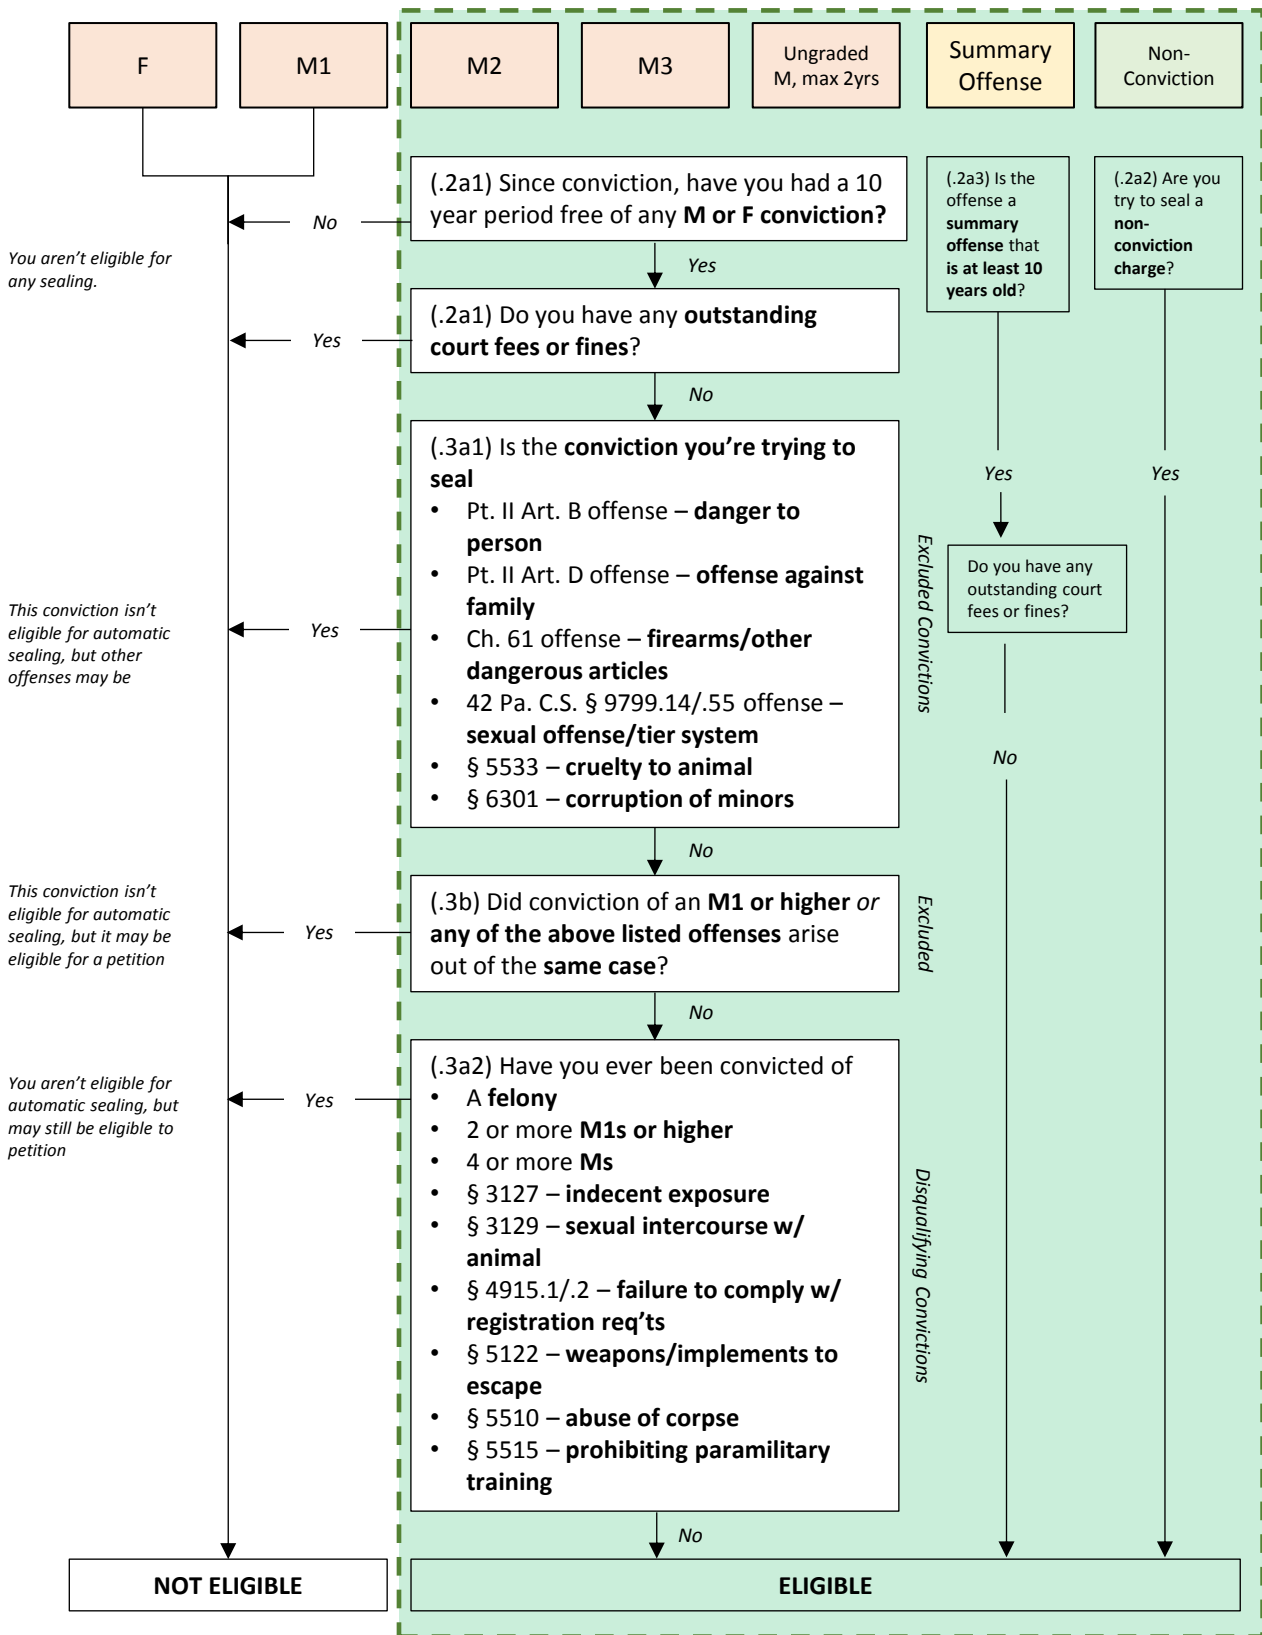 F
M1
M2
M3
Ungraded
M, max 2yrs
Summary
Offense
Non-
Conviction
(.2a1) Since conviction, have you had a 10
year period free of any M or F conviction?
(.2a3) Is the
offense a
summary
offense that
is at least 10
years old?
(.2a2) Are you
try to seal a
non-
conviction
charge?
No
You aren’t eligible for
any sealing.
Yes
(.2a1) Do you have any outstanding
court fees or fines?
Yes
No
(.3a1) Is the conviction you’re trying to
seal
• Pt. II Art. B offense – danger to
person
• Pt. II Art. D offense – offense against
family
• Ch. 61 offense – firearms/other
dangerous articles
• 42 Pa. C.S. § 9799.14/.55 offense –
sexual offense/tier system
• § 5533 – cruelty to animal
• § 6301 – corruption of minors
Yes
Yes
Excluded Convictions
Do you have any
outstanding court
fees or fines?
This conviction isn’t
eligible for automatic
sealing, but other
offenses may be
Yes
No
No
This conviction isn’t
eligible for automatic
sealing, but it may be
eligible for a petition
Yes
(.3b) Did conviction of an M1 or higher or
any of the above listed offenses arise
out of the same case?
Excluded
No
You aren’t eligible for
automatic sealing, but
may still be eligible to
petition
Yes
(.3a2) Have you ever been convicted of
• A felony
• 2 or more M1s or higher
• 4 or more Ms
• § 3127 – indecent exposure
• § 3129 – sexual intercourse w/
animal
• § 4915.1/.2 – failure to comply w/
registration req’ts
• § 5122 – weapons/implements to
escape
• § 5510 – abuse of corpse
• § 5515 – prohibiting paramilitary
training
Disqualifying Convictions
No
NOT ELIGIBLE
ELIGIBLE